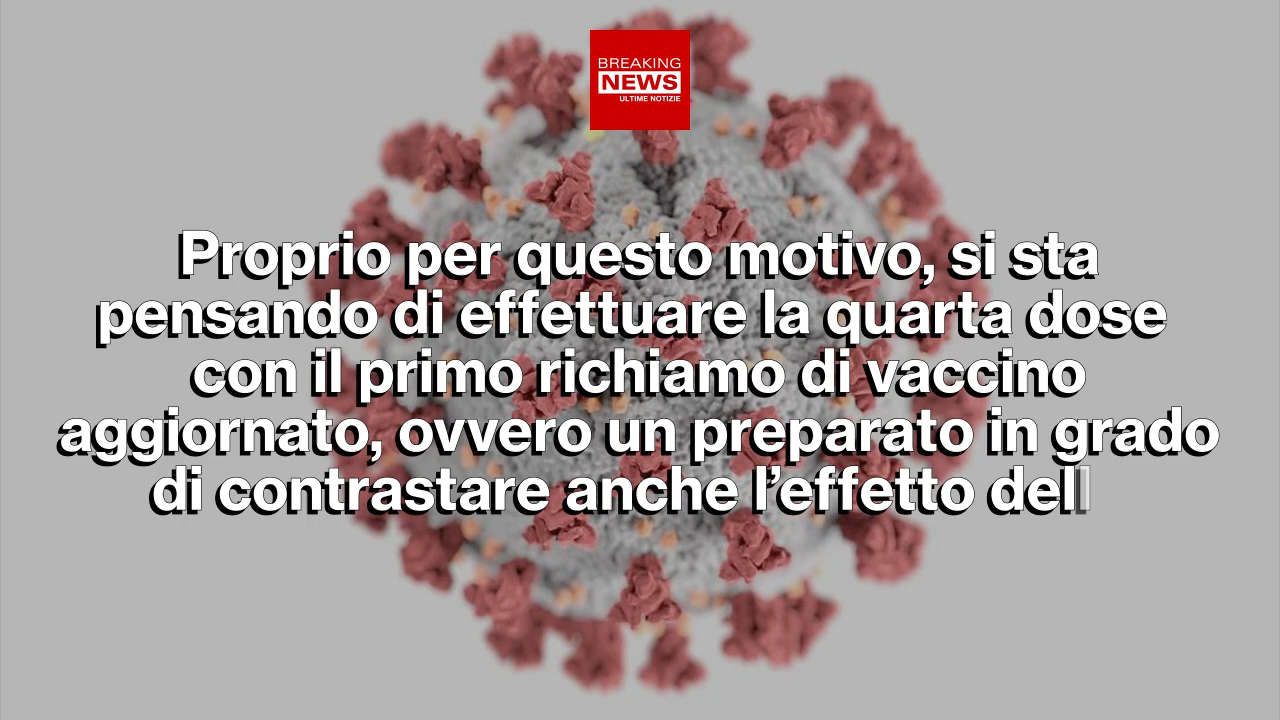 BREAKING
NEWS
ULTIME NOTIZIE
Proprio per questo motivo, si sta
pensando di effettuare la quarta dose
con il primo richiamo di vaccino
aggiornato, ovvero un preparato in grado
di contrastare anche l’effetto dell